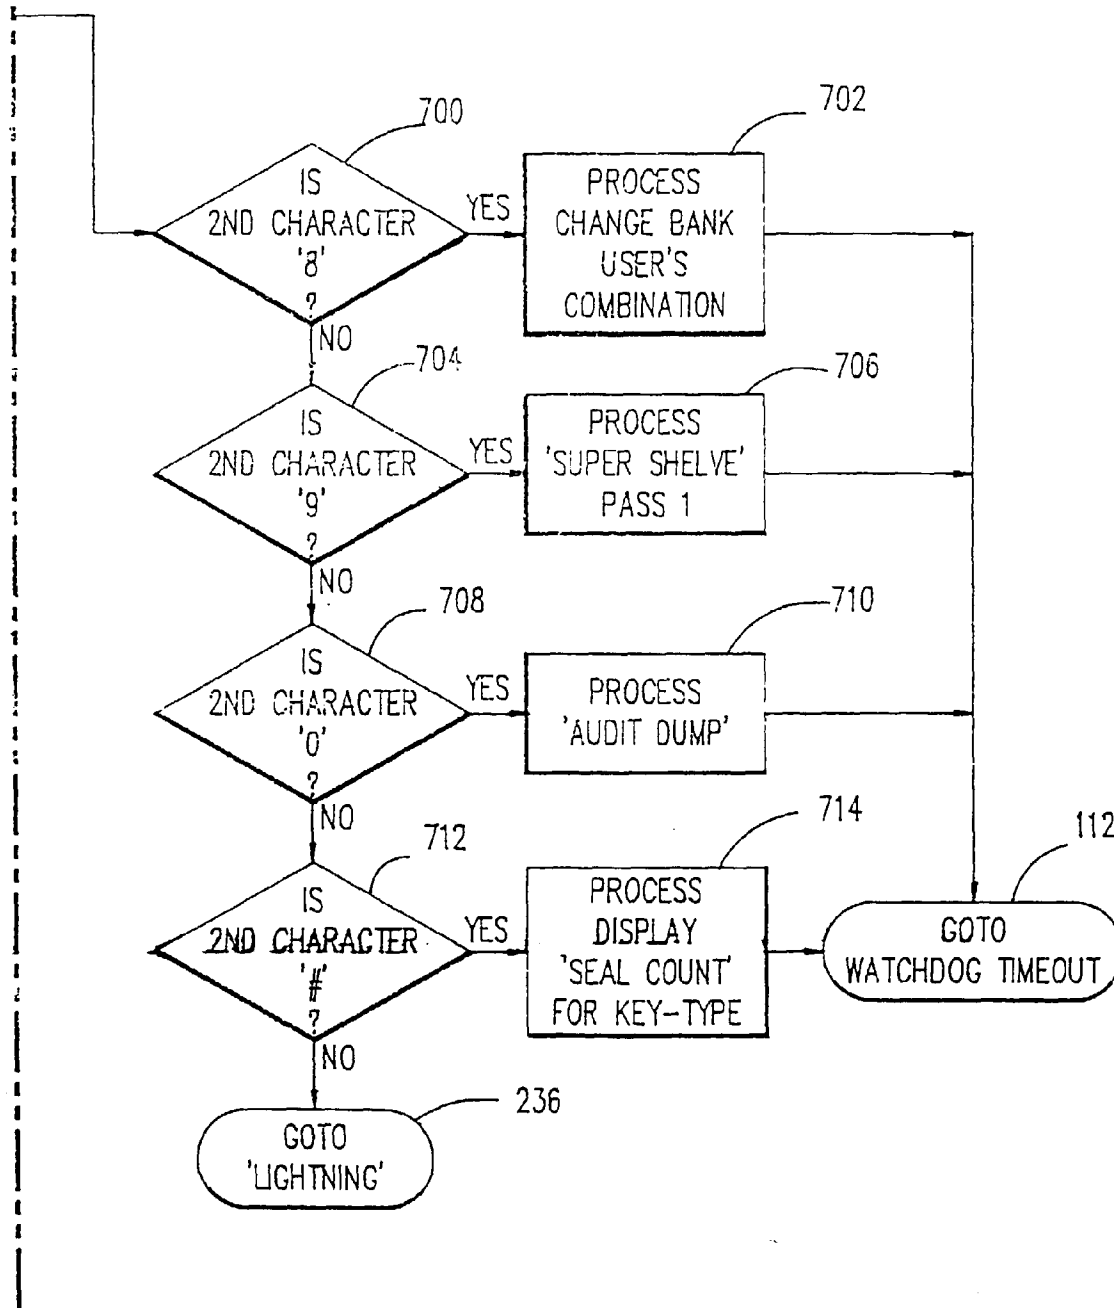 700
702
IS
2ND CHARACTER
'8'
?
YES
NO
PROCESS
CHANGE BANK
USER'S
COMBINATION
704
706
IS
2ND CHARACTER
'9'
?
YES
NO
PROCESS
'SUPER SHELVE'
PASS 1
708
710
IS
2ND CHARACTER
'0'
?
YES
NO
PROCESS
'AUDIT DUMP'
712
714
112
IS
2ND CHARACTER
'#'
?
YES
NO
PROCESS
DISPLAY
'SEAL COUNT'
FOR KEY-TYPE
GOTO
WATCHDOG TIMEOUT
236
GOTO
'LIGHTNING'